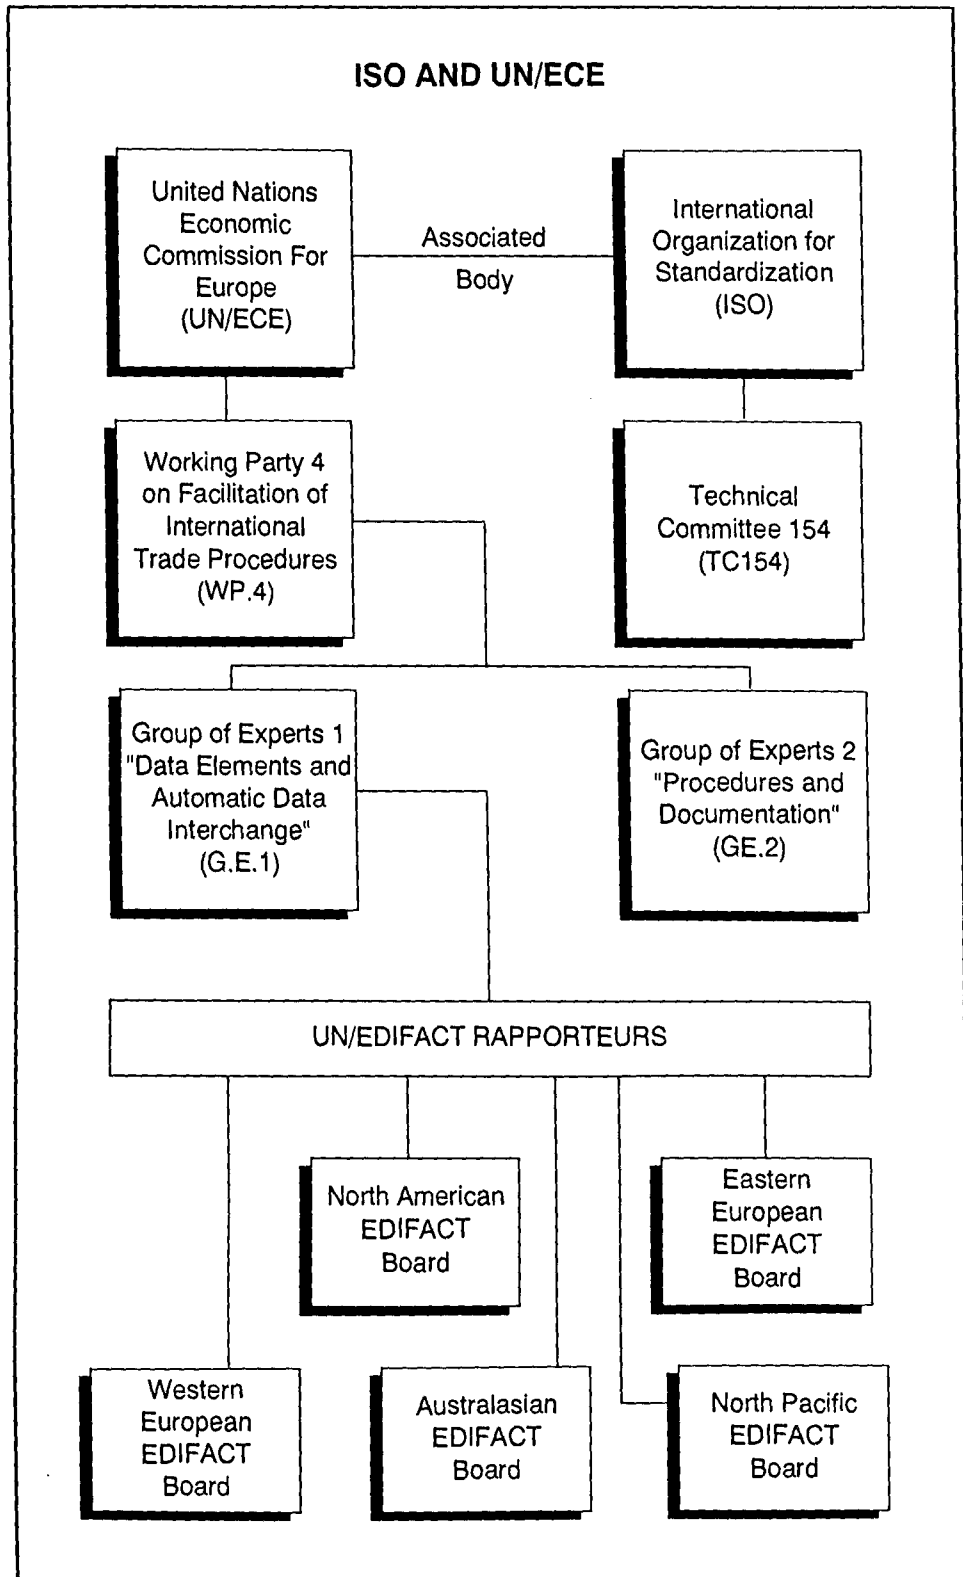 ISO AND UN/ECE
United Nations
Economic
Commission For
Europe
(UN/ECE)
Associated
Body
International
Organization for
Standardization
(ISO)
Working Party 4
on Facilitation of
International
Trade Procedures
(WP.4)
Technical
Committee 154
(TC154)
Group of Experts 1
"Data Elements and
Automatic Data
Interchange"
(G.E.1)
Group of Experts 2
"Procedures and
Documentation"
(GE.2)
UN/EDIFACT RAPPORTEURS
North American
EDIFACT
Board
Eastern
European
EDIFACT
Board
Western
European
EDIFACT
Board
Australasian
EDIFACT
Board
North Pacific
EDIFACT
Board